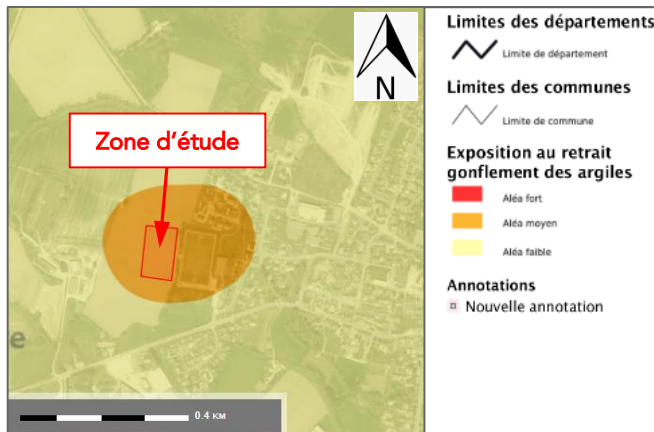 Zone d'étude
N
e
0.4 KM
Limites des départements
Limite de département
Limites des communes
Limite de commune
Exposition au retrait
gonflement des argiles
Aléa fort
Aléa moyen
Aléa faible
Annotations
Nouvelle annotation